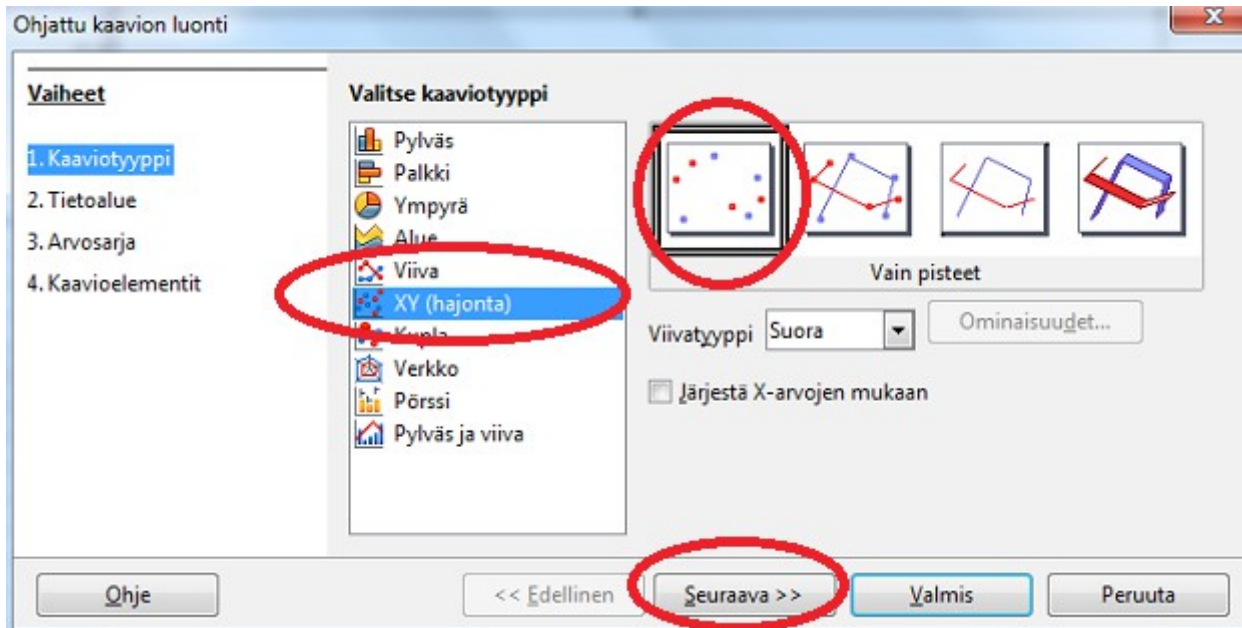 Ohjattu kaavion luonti
Vaiheet
1. Kaaviotyyppi
2. Tietoalue
3. Arvosarja
4. Kaavioelementit
Valitse kaaviotyyppi
Pylväs
Palkki
Ympyrä
Alue
Viiva
XY (hajonta)
Kupla
Verkko
Pörssi
Pylväs ja viiva
Vain pisteet
Viivatyyppi Suora Ominaisuudet...
Järjestä X-arvojen mukaan
Ohje << Edellinen Seuraava >> Valmis Peruuta